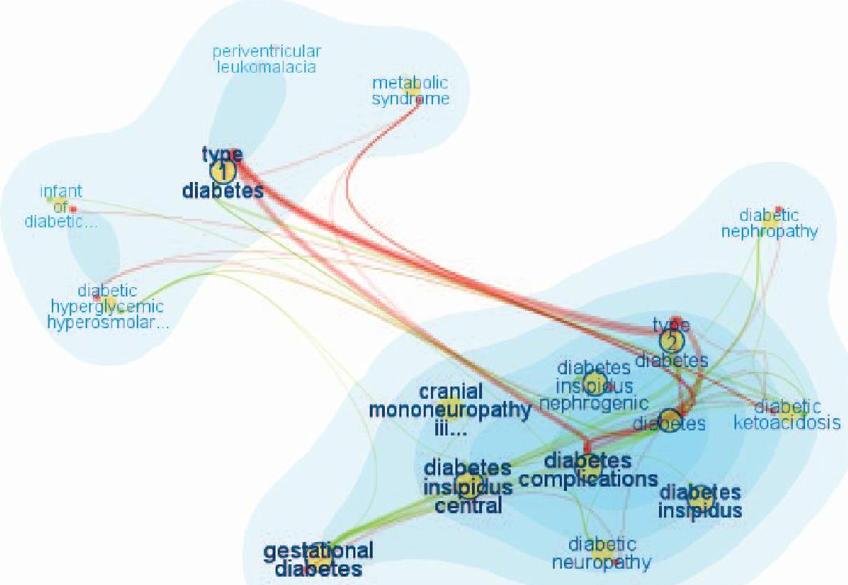 periventricular
leukomalacia
metabolic
syndrome
type
1
diabetes
infant
of
diabetic...
diabetic
nephropathy
diabetic
hyperglycemic
hyperosmolar...
type
2
diabetes
diabetes
insipidus
nephrogenic
cranial
mononeuropathy
iii...
diabetes
diabetic
ketoacidosis
diabetes
complications
diabetes
insipidus
central
diabetes
insipidus
gestational
diabetes
diabetic
neuropathy